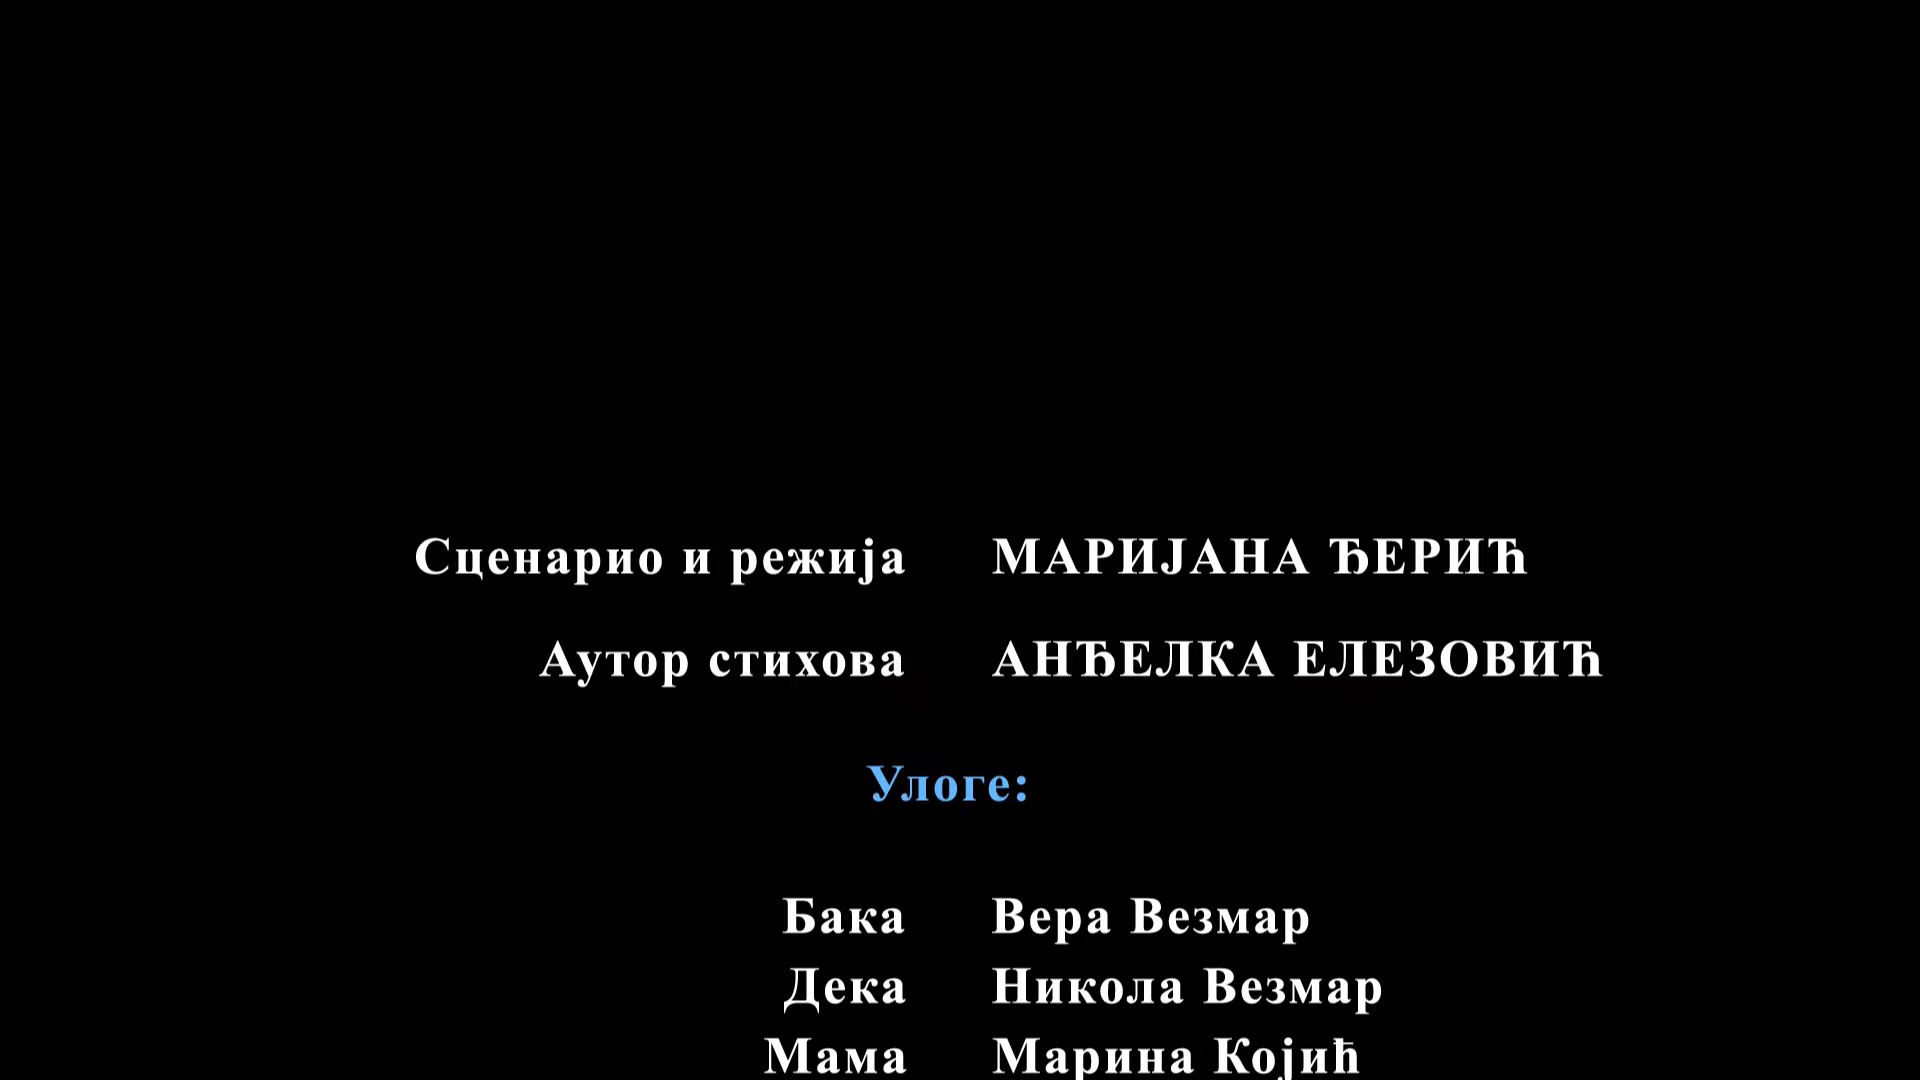 Сценарио и режија МАРИЈАНА ЂЕРИЋ
Аутор стихова АНЂЕЛКА ЕЛЕЗОВИЋ
Улоге:
Бака Вера Везмар
Дека Никола Везмар
Мама Марина Којић